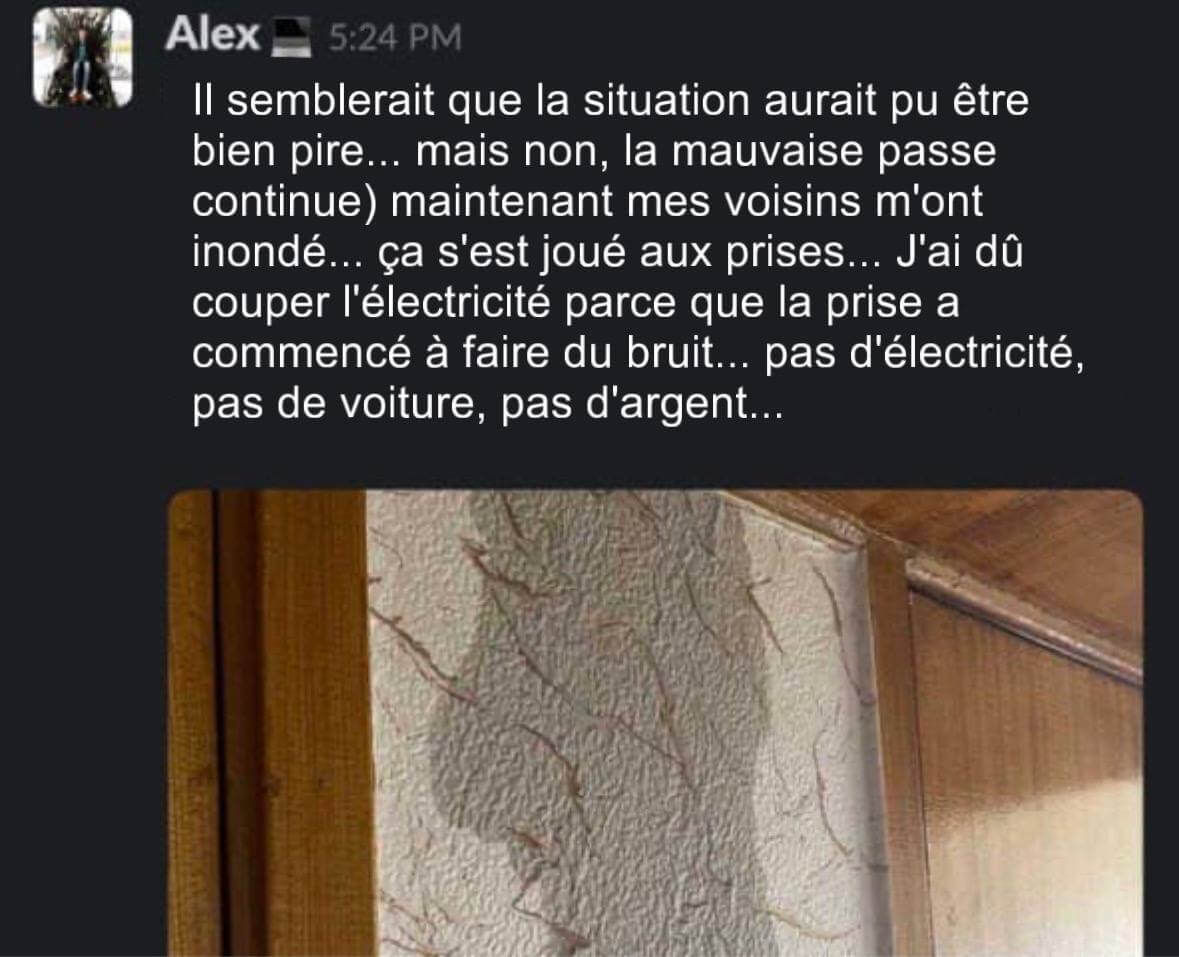 Alex 5:24 PM
Il semblerait que la situation aurait pu être
bien pire... mais non, la mauvaise passe
continue) maintenant mes voisins m'ont
inondé... ça s'est joué aux prises... J'ai dû
couper l'électricité parce que la prise a
commencé à faire du bruit... pas d'électricité,
pas de voiture, pas d'argent...